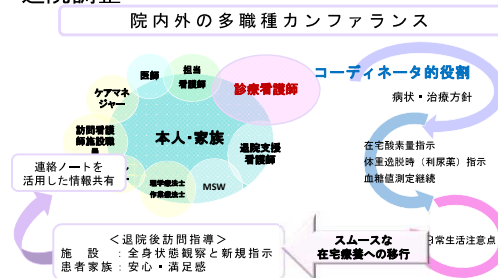 退院調整
院内外の多職種カンファランス
医師
担当
看護師
診療看護師
コーディネータ的役割
ケアマネ
ジャー
病状・治療方針
訪問看護
師施設職
員
本人・家族
退院支援
看護師
在宅酸素量指示
体重逸脱時（利尿薬）指示
血糖値測定継続
連絡ノートを
活用した情報共有
理学療法士
作業療法士
MSW
＜退院後訪問指導＞
施　設　：全身状態観察と新規指示
患者家族：安心・満足感
スムースな
在宅療養への移行
日常生活注意点